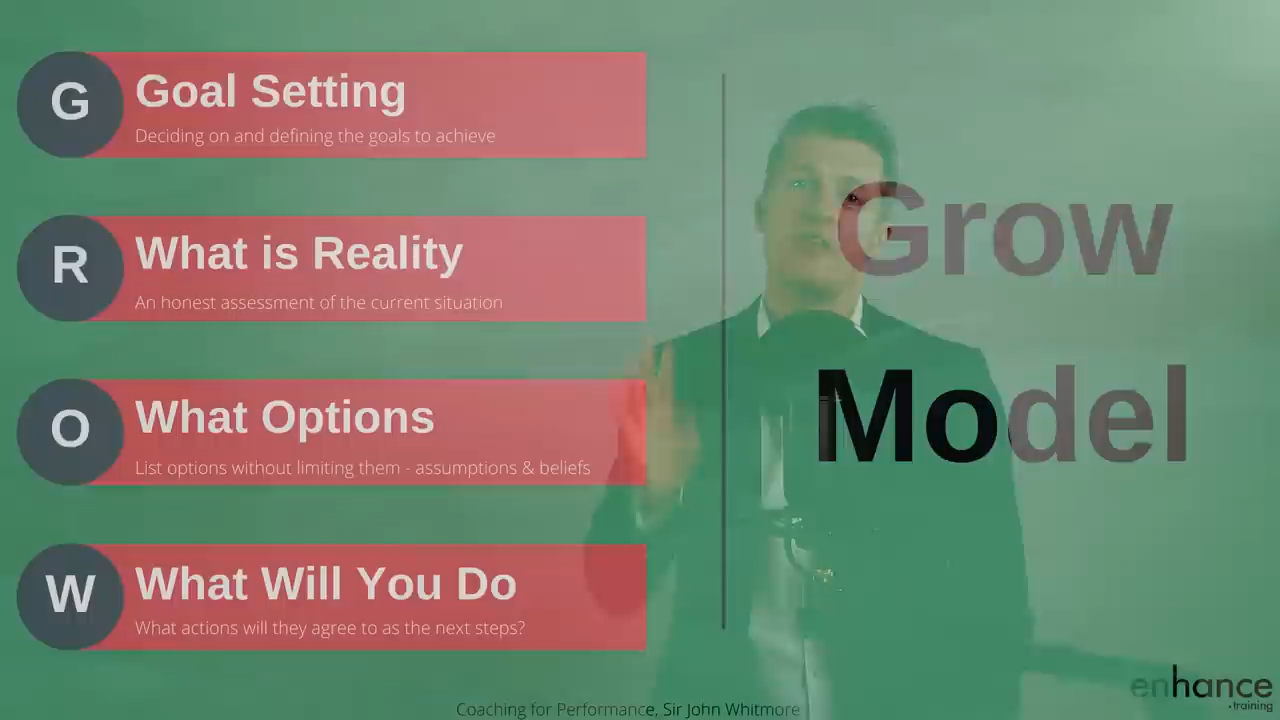 G
Goal Setting
Deciding on and defining the goals to achieve
R
What is Reality
An honest assessment of the current situation
O
What Options
List options without limiting them - assumptions & beliefs
W
What Will You Do
What actions will they agree to as the next steps?
Grow
Model
Coaching for Performance, Sir John Whitmore
enhance
.training